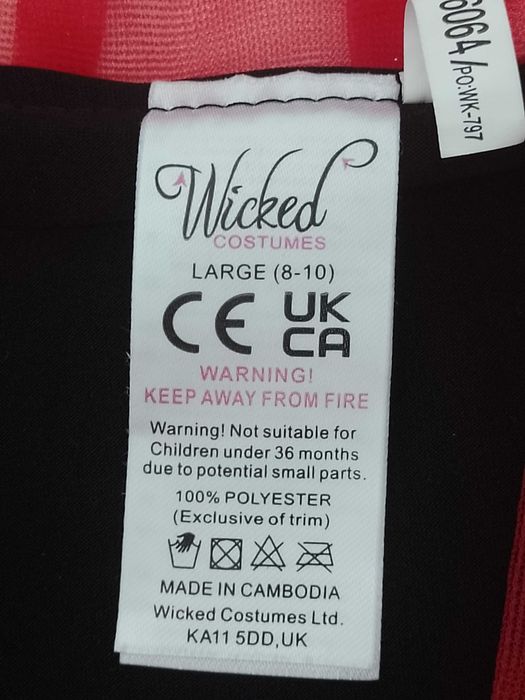 6064/PO:WK-797
Wicked
COSTUMES
LARGE (8-10)
CE UK
CA
WARNING!
KEEP AWAY FROM FIRE
Warning! Not suitable for
Children under 36 months
due to potential small parts.
100% POLYESTER
(Exclusive of trim)
MADE IN CAMBODIA
Wicked Costumes Ltd.
KA11 5DD,UK